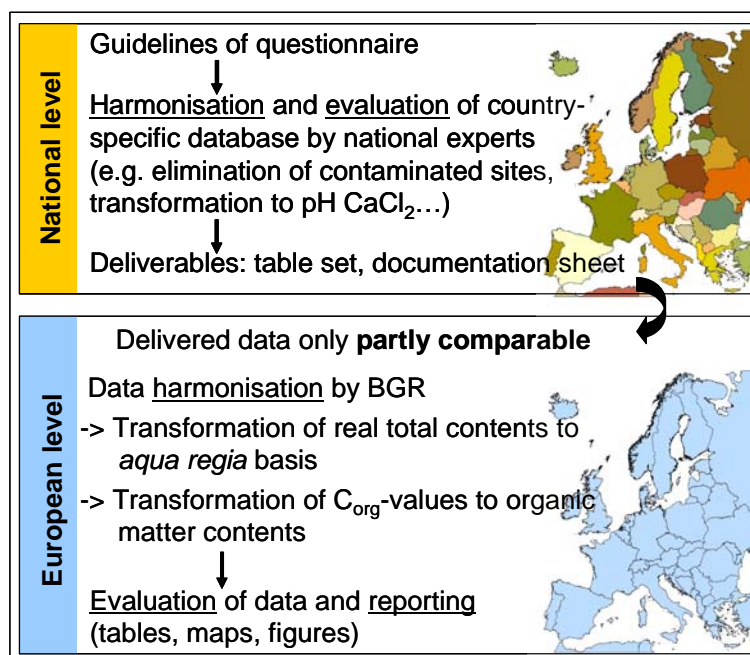 National level
Guidelines of questionnaire
Harmonisation and evaluation of country-
specific database by national experts
(e.g. elimination of contaminated sites,
transformation to pH CaCl₂…)
Deliverables: table set, documentation sheet
European level
Delivered data only partly comparable
Data harmonisation by BGR
-> Transformation of real total contents to
aqua regia basis
-> Transformation of Corg-values to organic
matter contents
Evaluation of data and reporting
(tables, maps, figures)